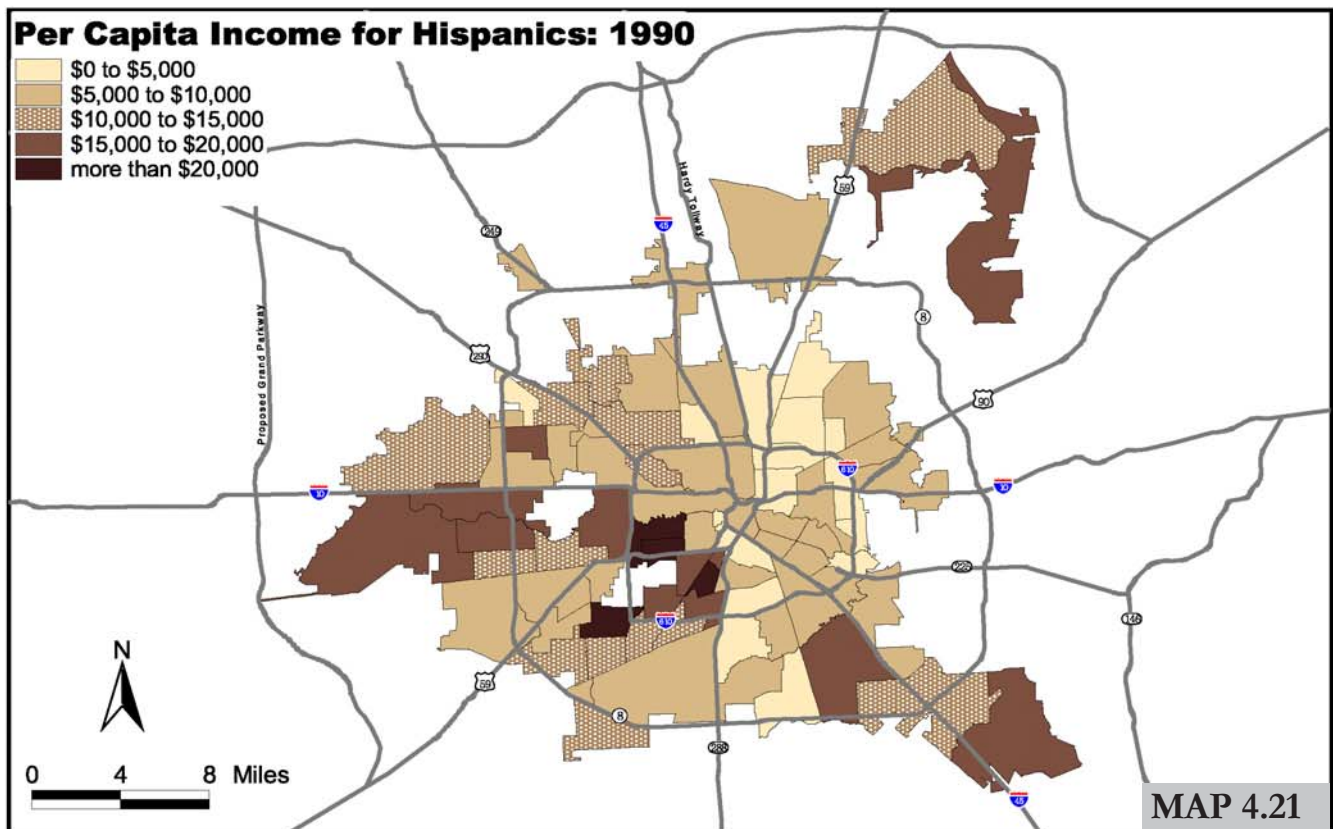 Per Capita Income for Hispanics: 1990
$0 to $5,000
$5,000 to $10,000
$10,000 to $15,000
$15,000 to $20,000
more than $20,000
Hardy Tollway
59
45
249
8
Proposed Grand Parkway
290
90
610
10
10
225
146
610
59
8
288
45
N
0 4 8 Miles
MAP 4.21